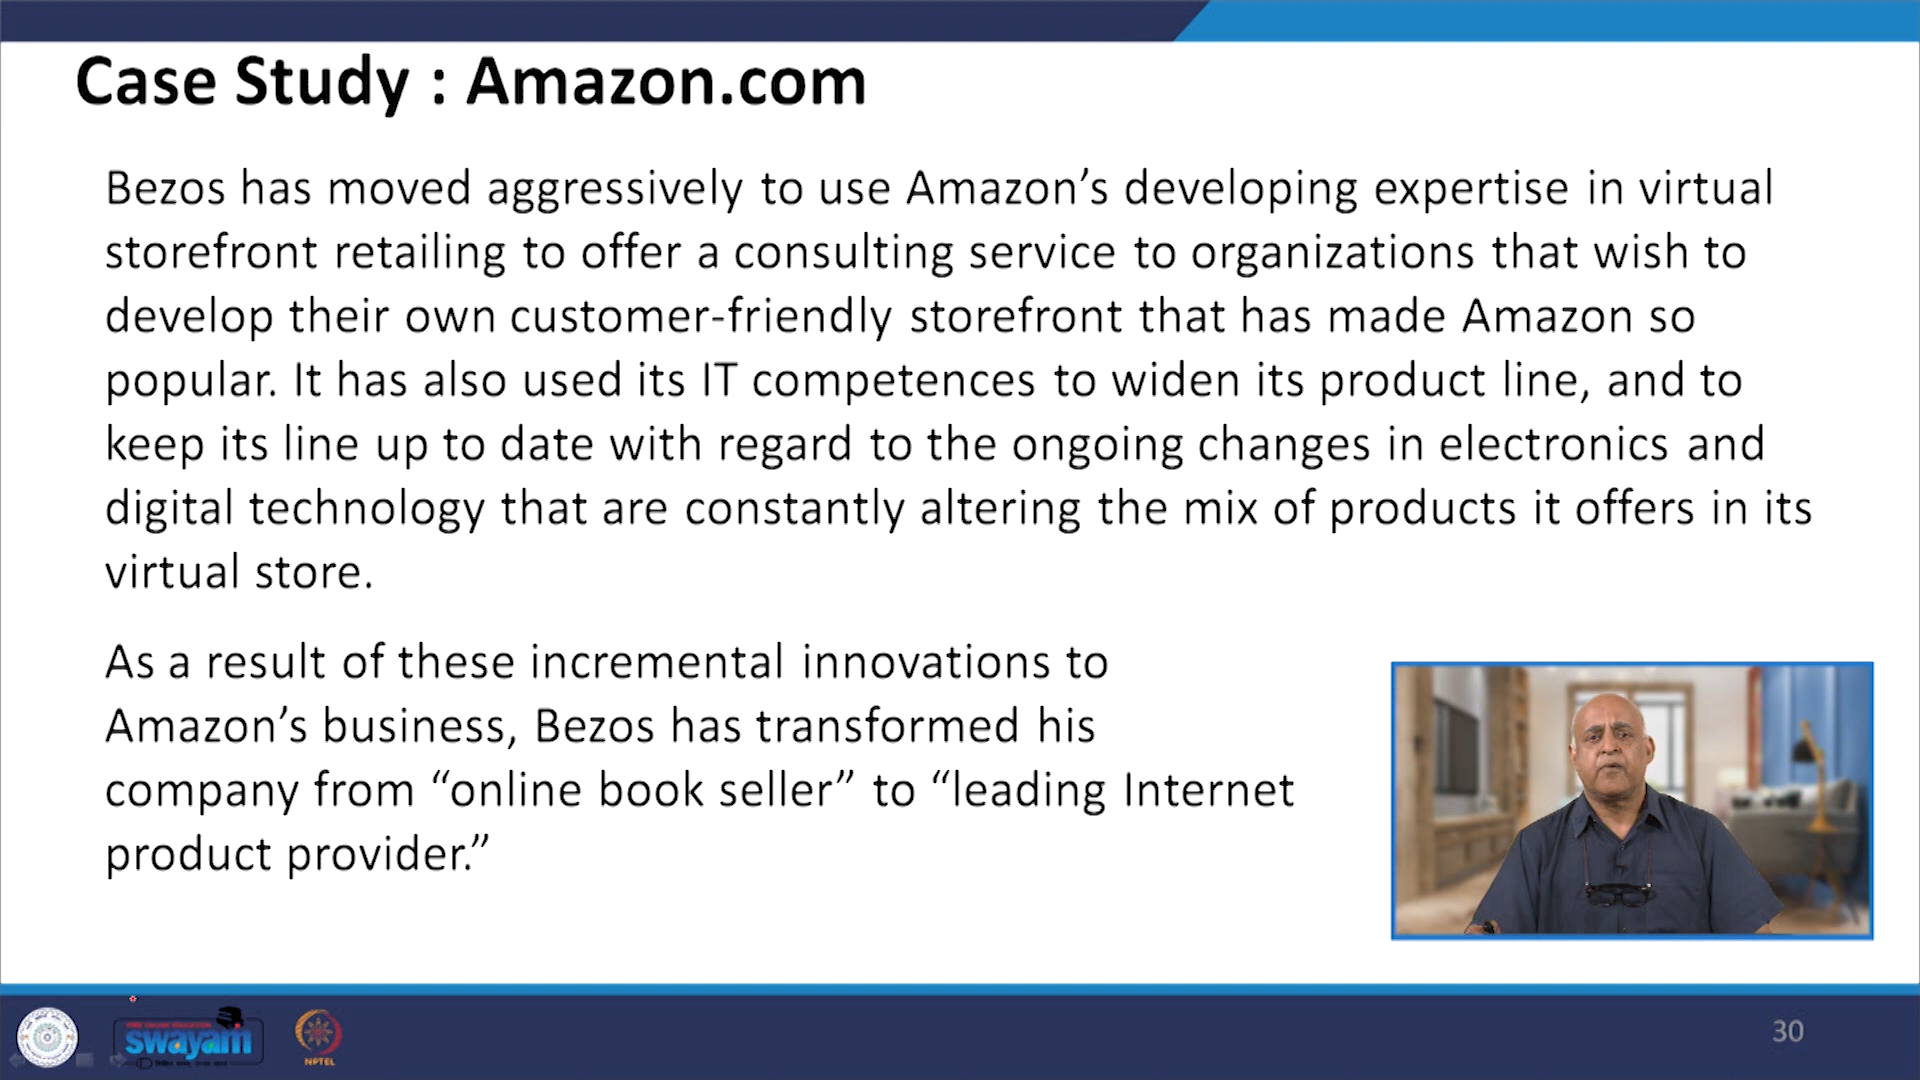 Case Study : Amazon.com
Bezos has moved aggressively to use Amazon’s developing expertise in virtual
storefront retailing to offer a consulting service to organizations that wish to
develop their own customer-friendly storefront that has made Amazon so
popular. It has also used its IT competences to widen its product line, and to
keep its line up to date with regard to the ongoing changes in electronics and
digital technology that are constantly altering the mix of products it offers in its
virtual store.
As a result of these incremental innovations to
Amazon’s business, Bezos has transformed his
company from “online book seller” to “leading Internet
product provider.”
FREE ONLINE EDUCATION
swayam
NPTEL
30